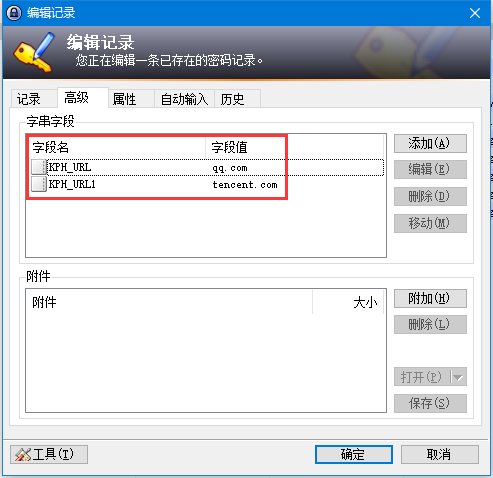 编辑记录
编辑记录
您正在编辑一条已存在的密码记录。
记录 高级 属性 自动输入 历史
字串字段
字段名 字段值
KPH_URL qq.com
KPH_URL1 tencent.com
添加(A)
编辑(E)
删除(D)
移动(M)
附件
附件 大小
附加(H)
删除(L)
打开(P)
保存(S)
工具(T) 确定 取消